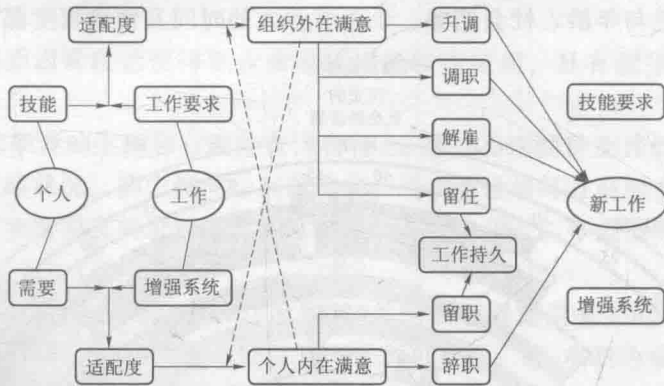 适配度
组织外在满意
升调
调职
技能
工作要求
技能要求
解雇
个人
工作
留任
新工作
工作持久
需要
增强系统
留职
增强系统
适配度
个人内在满意
辞职